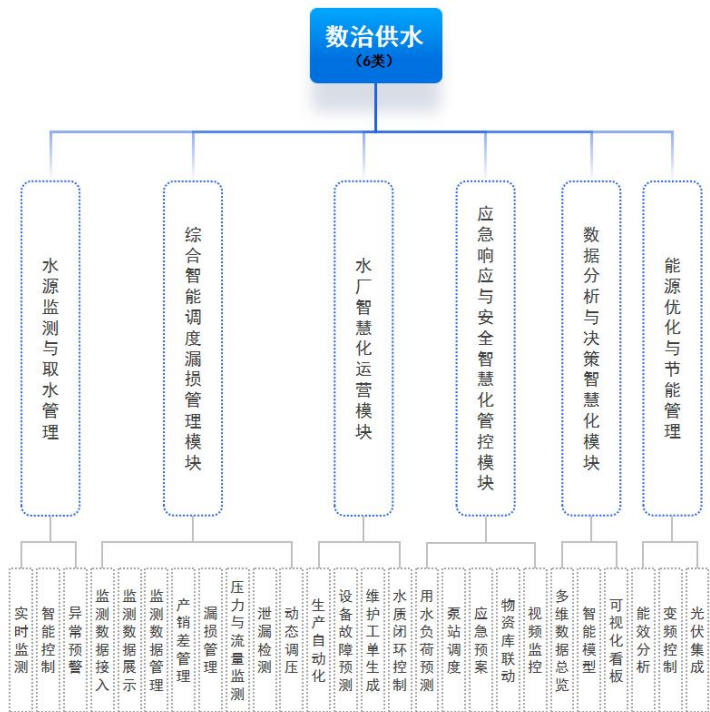 数治供水
（6类）
水源监测与取水管理
综合智能调度漏损管理模块
水厂智慧化运营模块
应急响应与安全智慧化管控模块
数据分析与决策智慧化模块
能源优化与节能管理
实时监测
智能控制
异常预警
监测数据接入
监测数据展示
监测数据管理
产销差管理
漏损管理
压力与流量监测
泄漏检测
动态调压
生产自动化
设备故障预测
维护工单生成
水质闭环控制
用水负荷预测
泵站调度
应急预案
物资库联动
视频监控
多维数据总览
智能模型
可视化看板
能效分析
变频控制
光伏集成